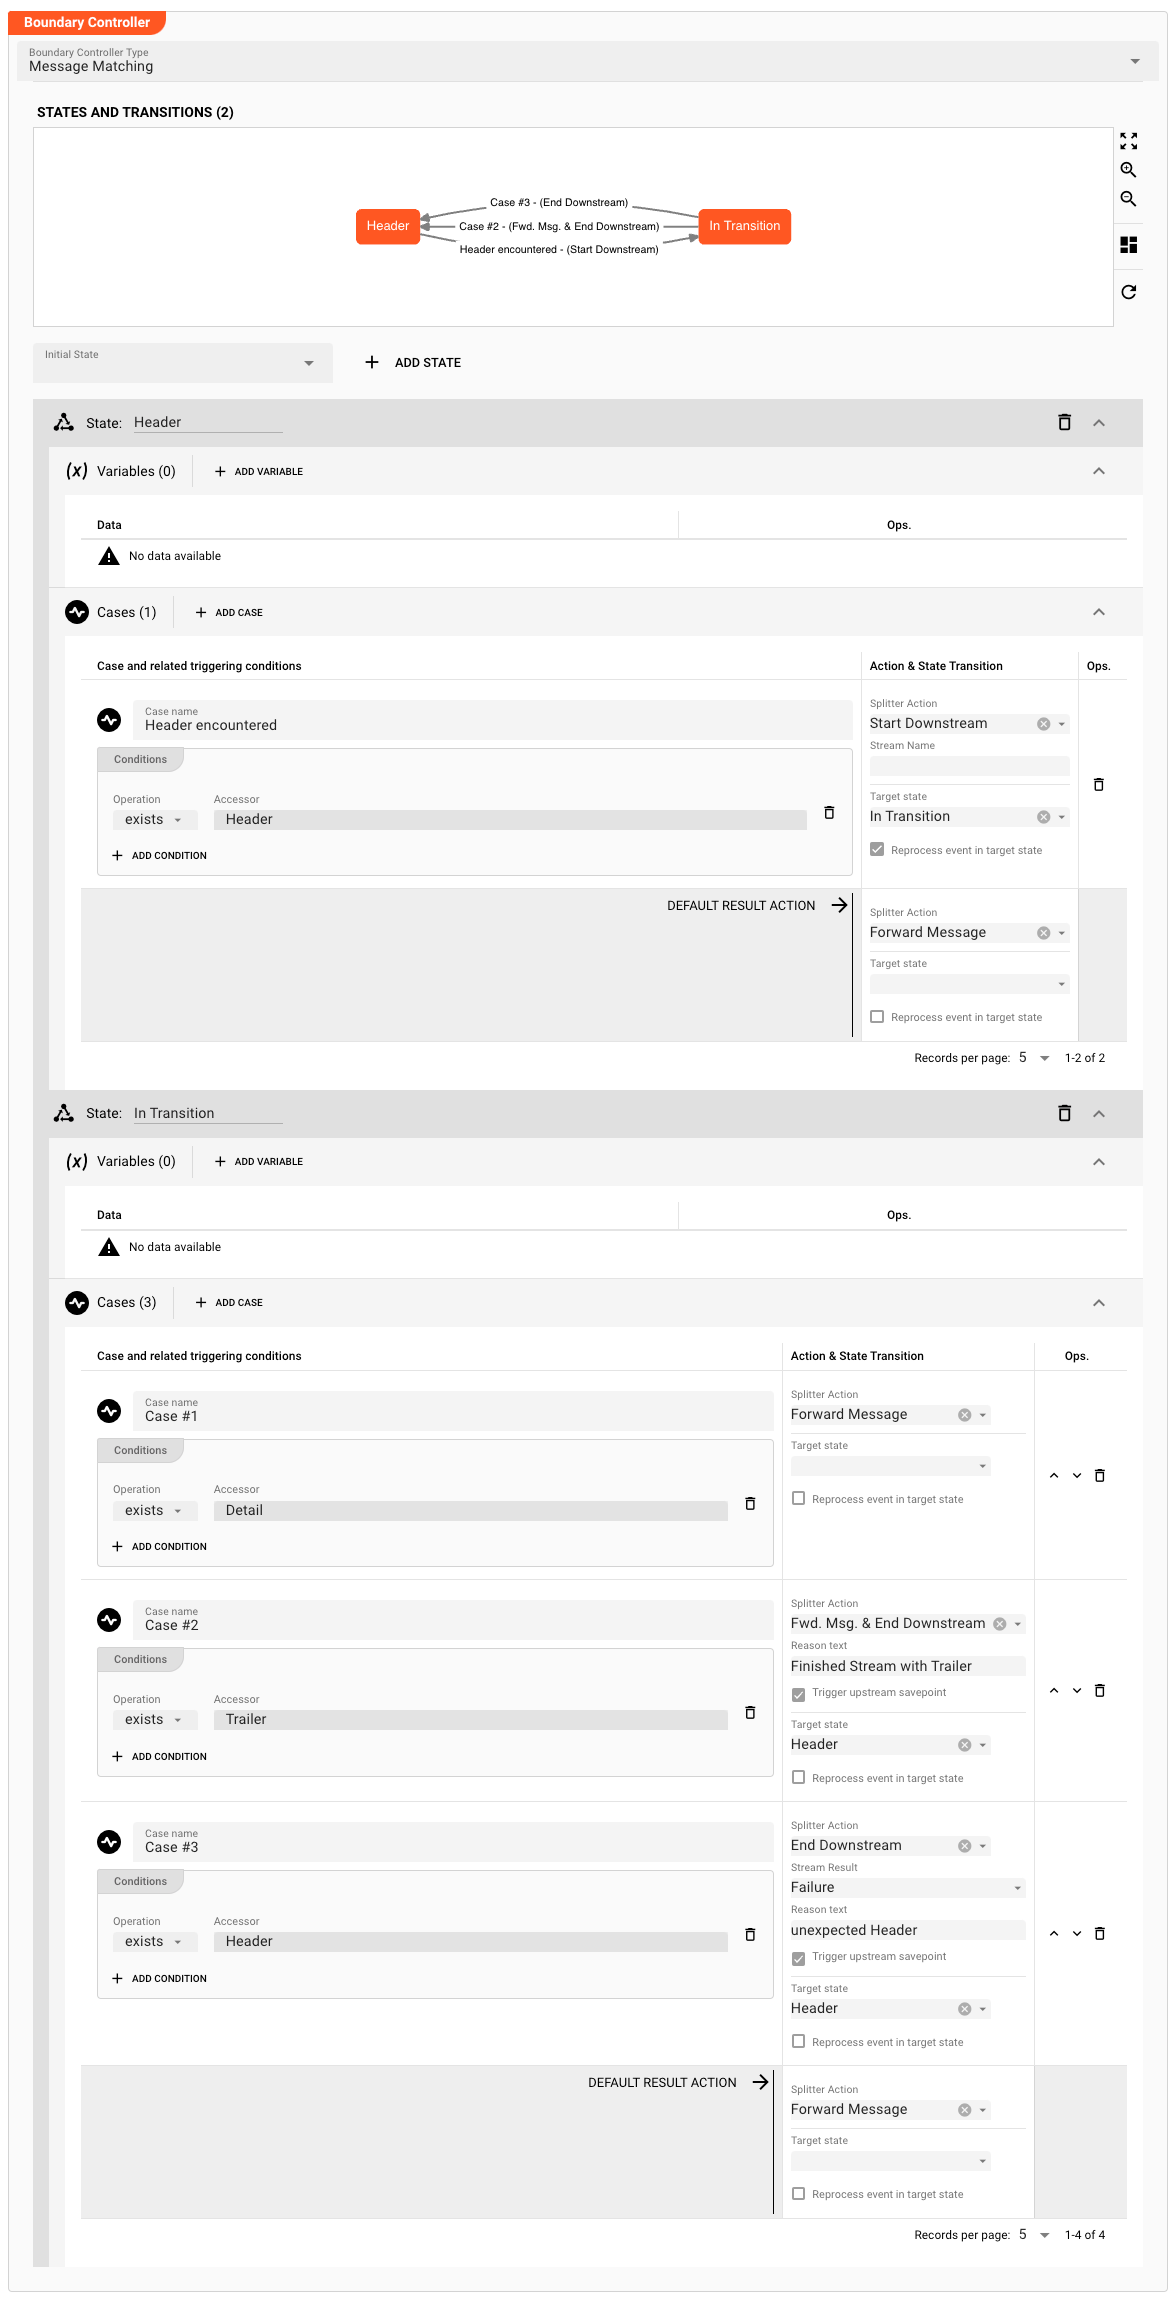 Boundary Controller
Boundary Controller Type
Message Matching
STATES AND TRANSITIONS (2)
Case #3 - (End Downstream)
Header
Case #2 - (Fwd. Msg. & End Downstream)
In Transition
Header encountered - (Start Downstream)
Initial State
ADD STATE
State: Header
(x) Variables (0) ADD VARIABLE
Data Ops.
No data available
Cases (1) ADD CASE
Case and related triggering conditions Action & State Transition Ops.
Case name
Header encountered
Conditions
Operation Accessor
exists Header
ADD CONDITION
Splitter Action
Start Downstream
Stream Name
Target state
In Transition
Reprocess event in target state
DEFAULT RESULT ACTION
Splitter Action
Forward Message
Target state
Reprocess event in target state
Records per page: 5 1-2 of 2
State: In Transition
(x) Variables (0) ADD VARIABLE
Data Ops.
No data available
Cases (3) ADD CASE
Case and related triggering conditions Action & State Transition Ops.
Case name
Case #1
Conditions
Operation Accessor
exists Detail
ADD CONDITION
Splitter Action
Forward Message
Target state
Reprocess event in target state
Case name
Case #2
Conditions
Operation Accessor
exists Trailer
ADD CONDITION
Splitter Action
Fwd. Msg. & End Downstream
Reason text
Finished Stream with Trailer
Trigger upstream savepoint
Target state
Header
Reprocess event in target state
Case name
Case #3
Conditions
Operation Accessor
exists Header
ADD CONDITION
Splitter Action
End Downstream
Stream Result
Failure
Reason text
unexpected Header
Trigger upstream savepoint
Target state
Header
Reprocess event in target state
DEFAULT RESULT ACTION
Splitter Action
Forward Message
Target state
Reprocess event in target state
Records per page: 5 1-4 of 4